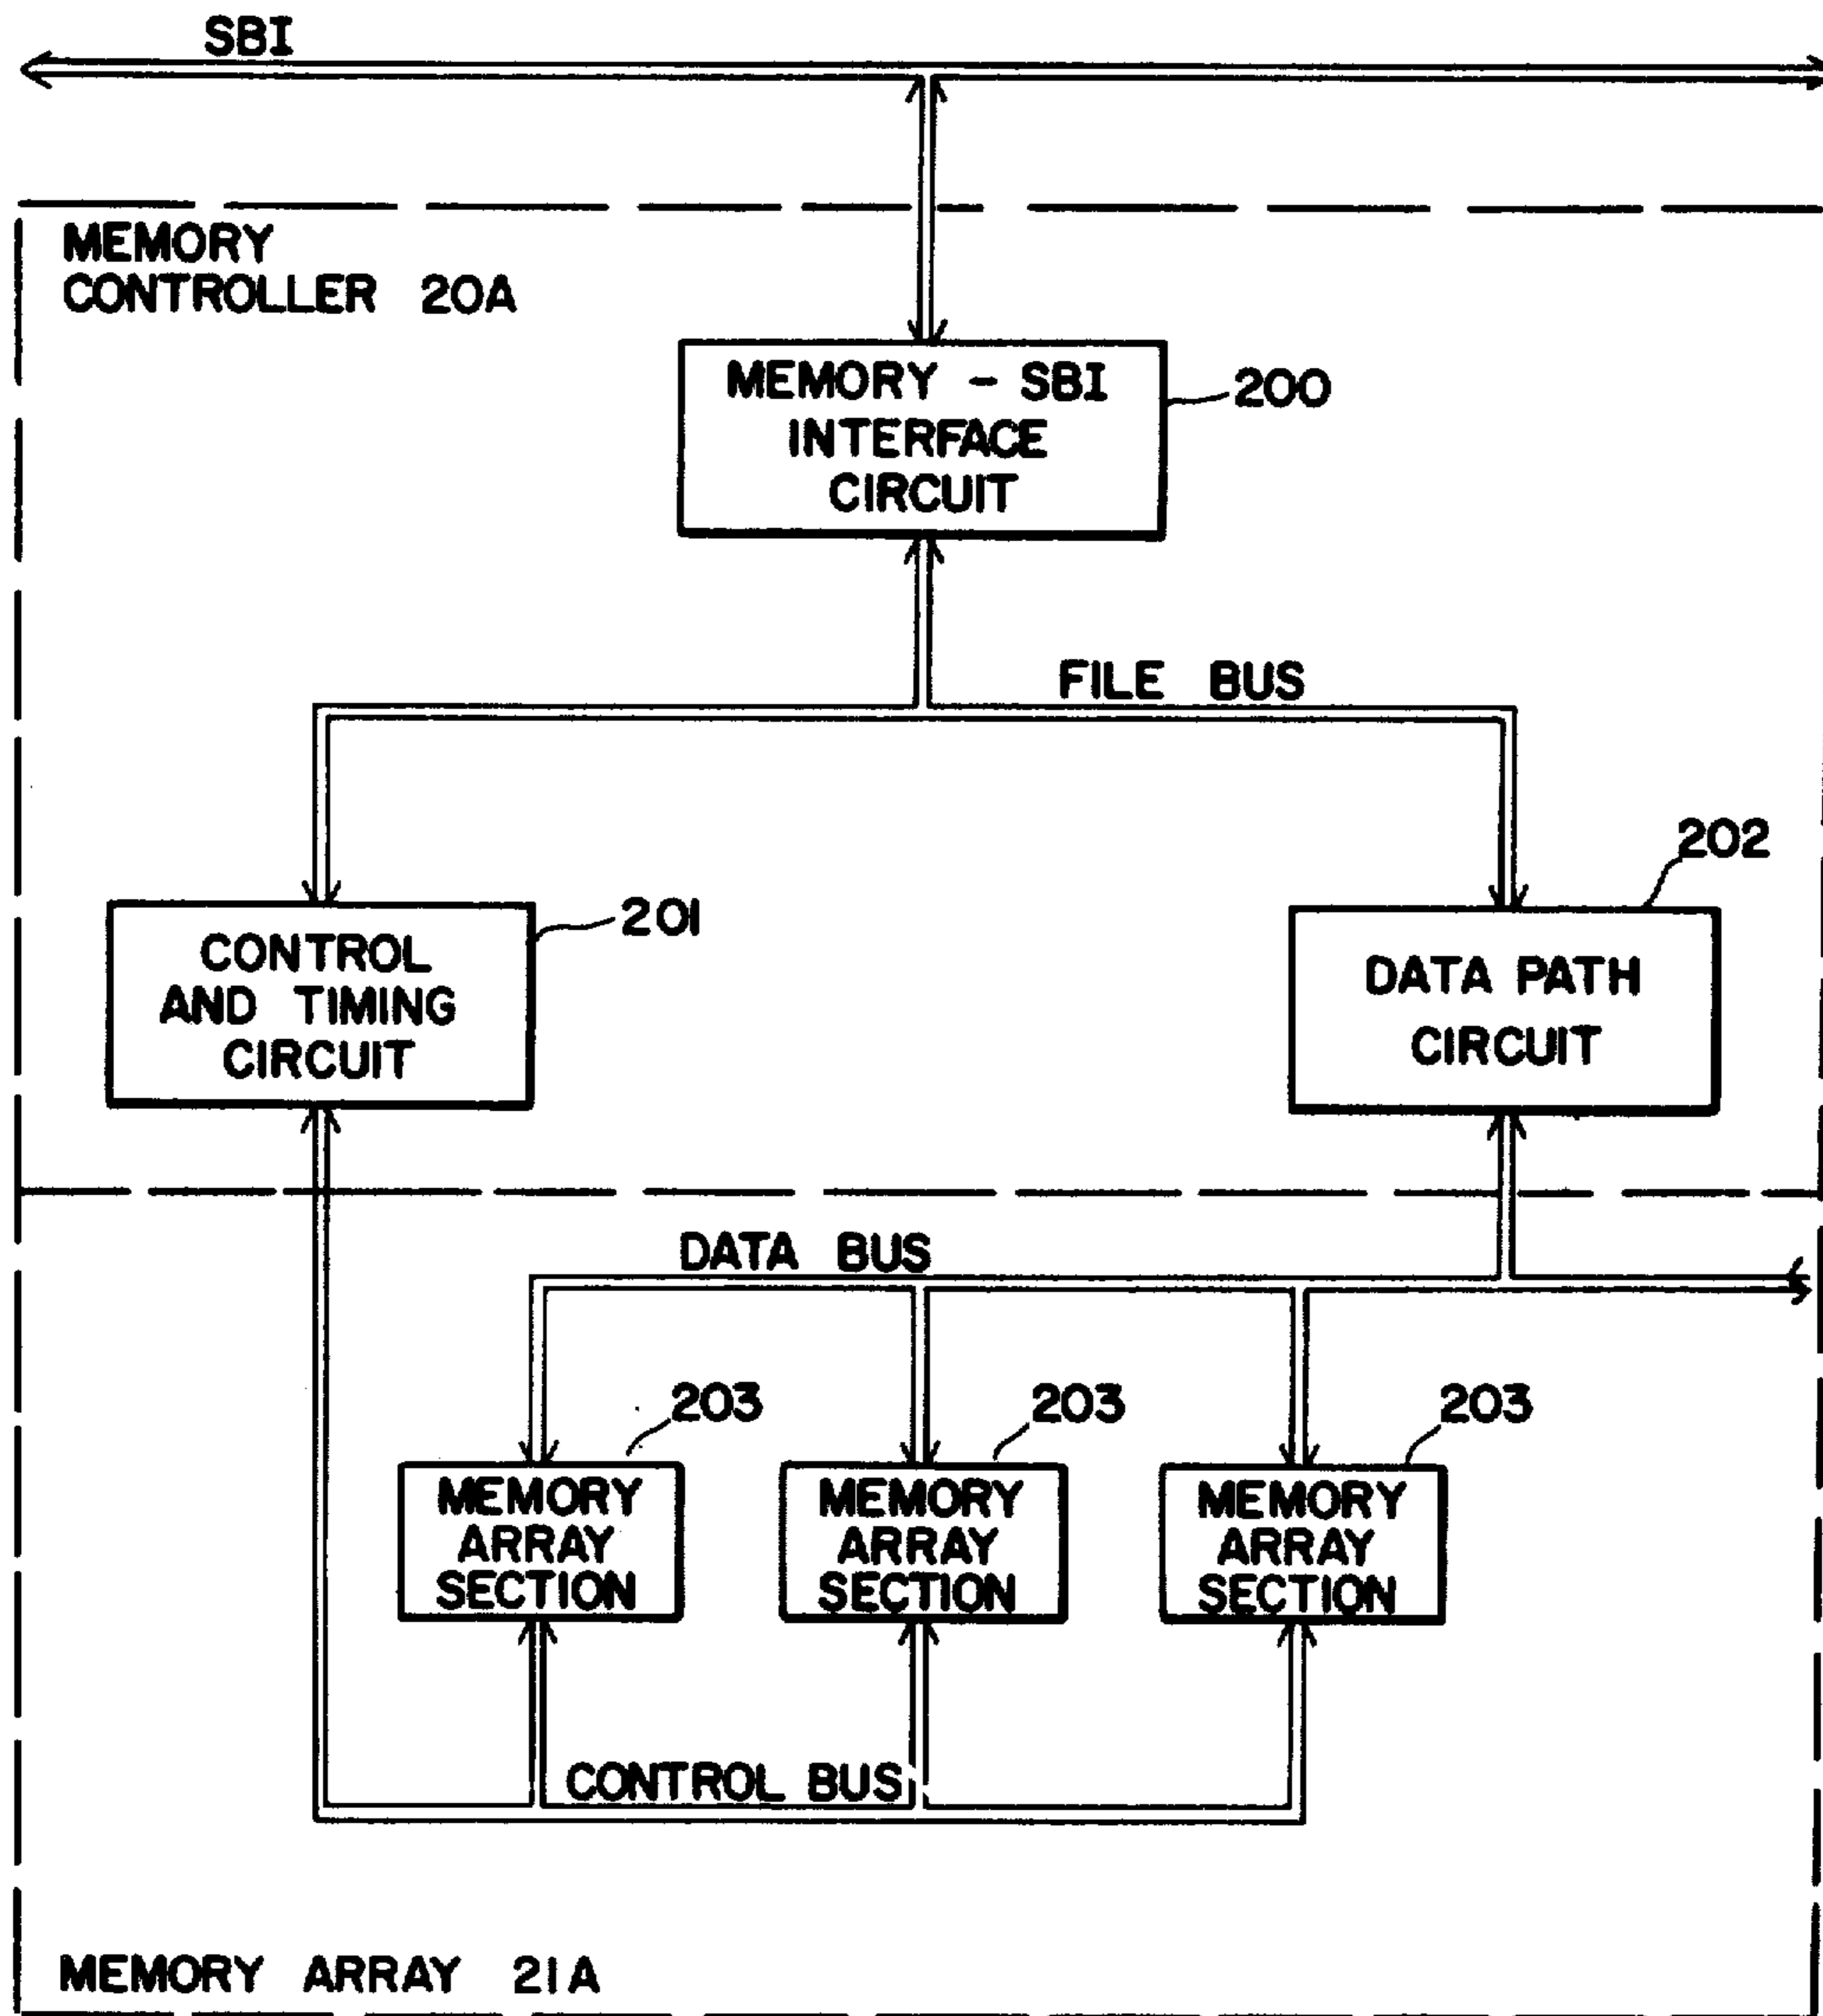 SBI
MEMORY
CONTROLLER 20A
MEMORY - SBI
INTERFACE
CIRCUIT
200
FILE BUS
202
201
CONTROL
AND TIMING
CIRCUIT
DATA PATH
CIRCUIT
DATA BUS
203
203
203
MEMORY
ARRAY
SECTION
MEMORY
ARRAY
SECTION
MEMORY
ARRAY
SECTION
CONTROL BUS
MEMORY ARRAY 21A